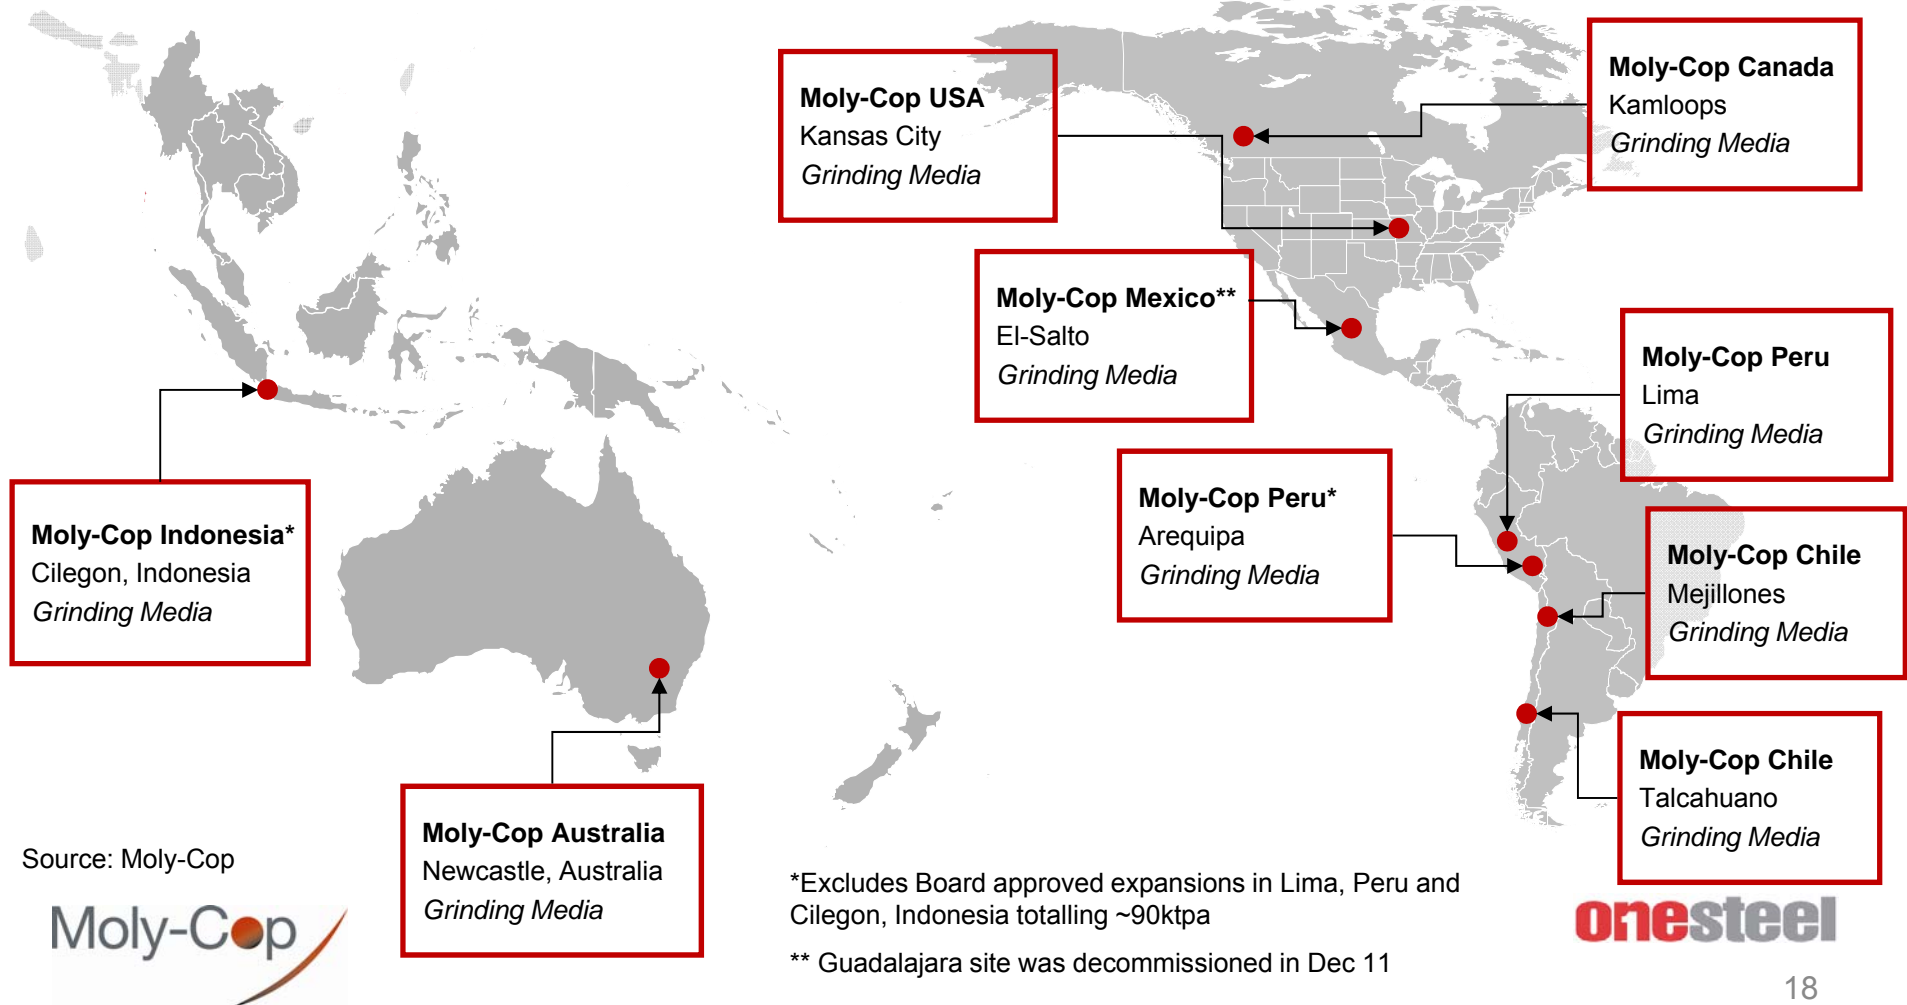 Moly-Cop USA
Kansas City
Grinding Media
Moly-Cop Canada
Kamloops
Grinding Media
Moly-Cop Mexico**
El-Salto
Grinding Media
Moly-Cop Peru
Lima
Grinding Media
Moly-Cop Peru*
Arequipa
Grinding Media
Moly-Cop Indonesia*
Cilegon, Indonesia
Grinding Media
Moly-Cop Chile
Mejillones
Grinding Media
Moly-Cop Chile
Talcahuano
Grinding Media
Moly-Cop Australia
Newcastle, Australia
Grinding Media
Source: Moly-Cop
Moly-Cop
*Excludes Board approved expansions in Lima, Peru and
Cilegon, Indonesia totalling ~90ktpa
** Guadalajara site was decommissioned in Dec 11
onesteel
18